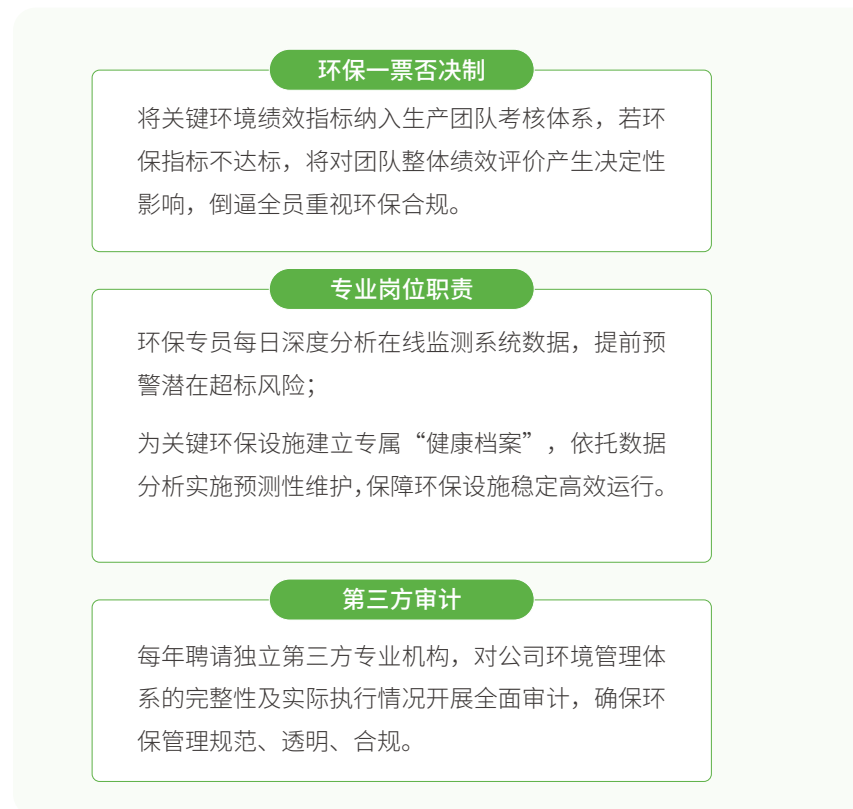 环保一票否决制
将关键环境绩效指标纳入生产团队考核体系，若环
保指标不达标，将对团队整体绩效评价产生决定性
影响，倒逼全员重视环保合规。
专业岗位职责
环保专员每日深度分析在线监测系统数据，提前预
警潜在超标风险；
为关键环保设施建立专属“健康档案”，依托数据
分析实施预测性维护，保障环保设施稳定高效运行。
第三方审计
每年聘请独立第三方专业机构，对公司环境管理体
系的完整性及实际执行情况开展全面审计，确保环
保管理规范、透明、合规。